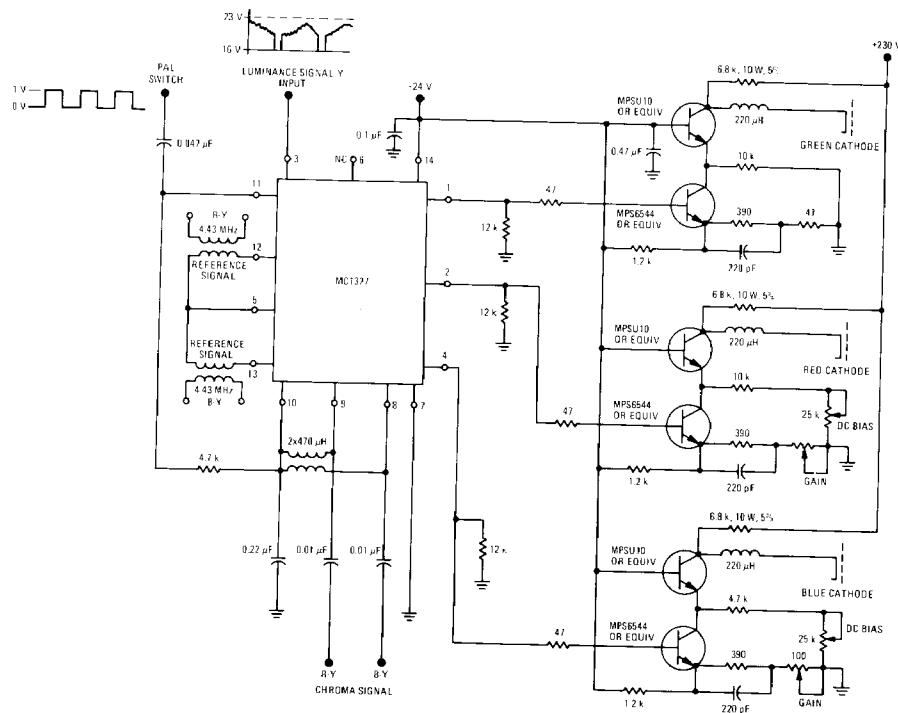 23 V
16 V
LUMINANCE SIGNAL Y
INPUT
PAL
SWITCH
1 V
0 V
0.047 µF
-24 V
0.1 µF
+230 V
6.8 k, 10 W, 5%
MPSU10
OR EQUIV
220 µH
GREEN CATHODE
0.47 µF
10 k
3
NC
6
14
11
1
47
MPS6544
OR EQUIV
390
47
R-Y
4.43 MHz
12
REFERENCE
SIGNAL
12 k
1.2 k
220 pF
MC1327
2
5
12 k
6.8 k, 10 W, 5%
MPSU10
OR EQUIV
220 µH
RED CATHODE
REFERENCE
SIGNAL
13
4.43 MHz
B-Y
4
10 k
MPS6544
OR EQUIV
25 k
DC BIAS
10
9
8
7
47
390
2x470 µH
4.7 k
1.2 k
220 pF
GAIN
6.8 k, 10 W, 5%
12 k
MPSU10
OR EQUIV
220 µH
BLUE CATHODE
0.22 µF
0.01 µF
0.01 µF
4.7 k
MPS6544
OR EQUIV
DC BIAS
25 k
47
390
100
R-Y
B-Y
CHROMA SIGNAL
1.2 k
220 pF
GAIN